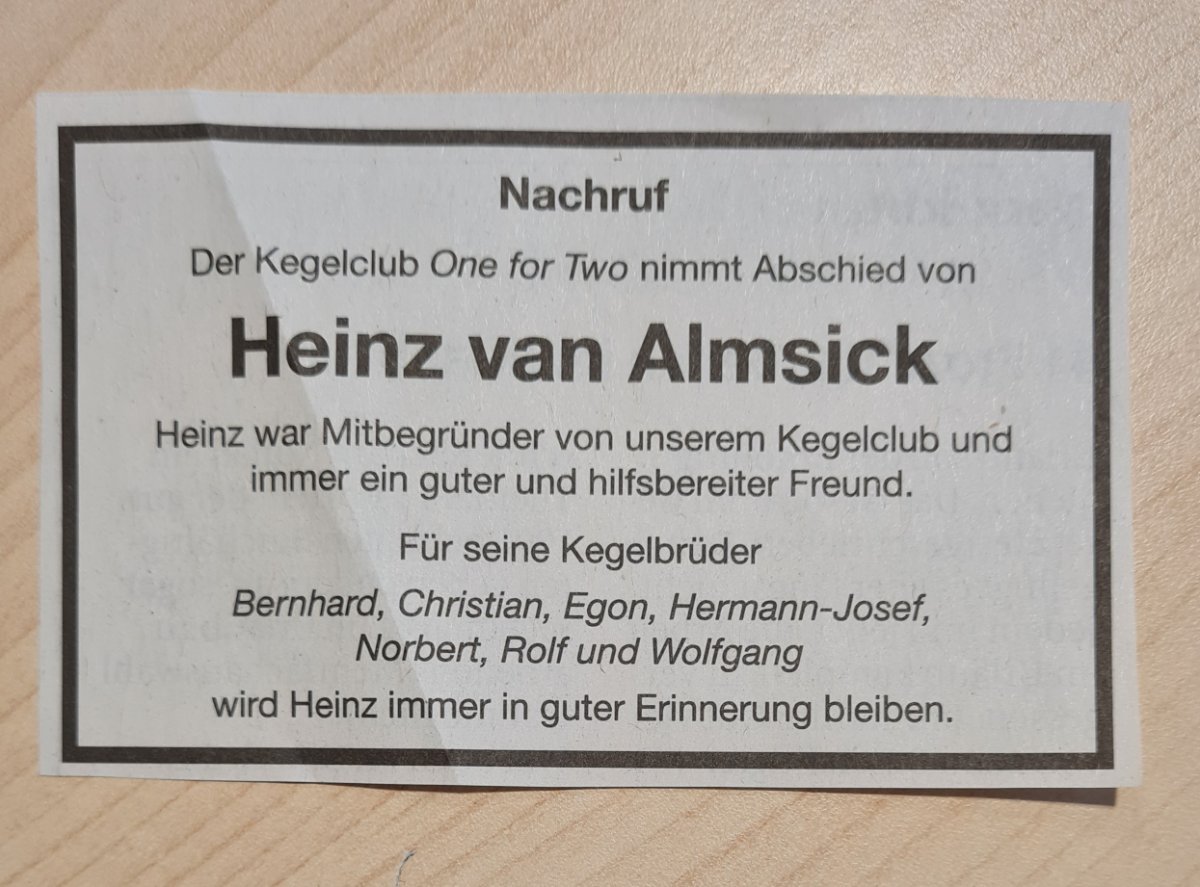 Nachruf
Der Kegelclub One for Two nimmt Abschied von
Heinz van Almsick
Heinz war Mitbegründer von unserem Kegelclub und
immer ein guter und hilfsbereiter Freund.
Für seine Kegelbrüder
Bernhard, Christian, Egon, Hermann-Josef,
Norbert, Rolf und Wolfgang
wird Heinz immer in guter Erinnerung bleiben.